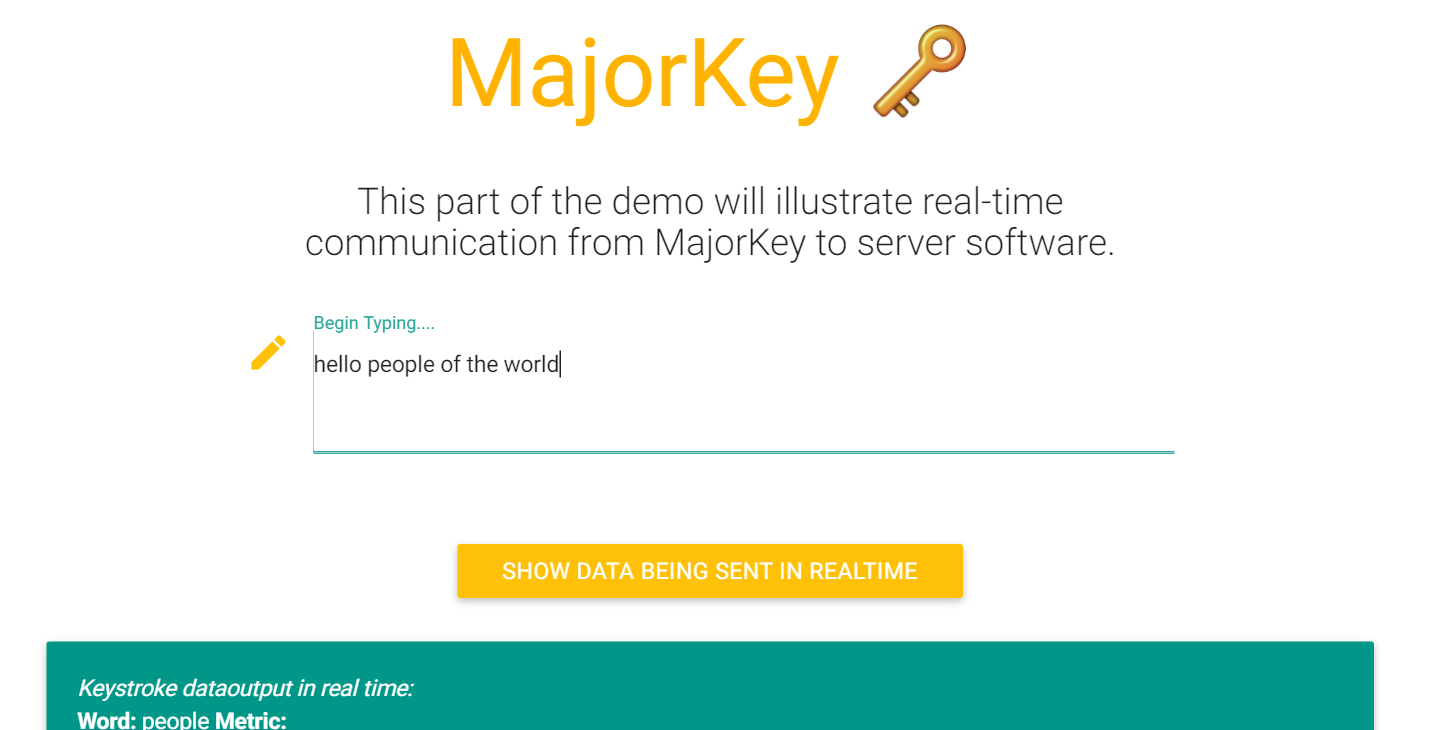 MajorKey
This part of the demo will illustrate real-time
communication from MajorKey to server software.
Begin Typing....
hello people of the world
SHOW DATA BEING SENT IN REALTIME
Keystroke dataoutput in real time:
Word: people Metric: